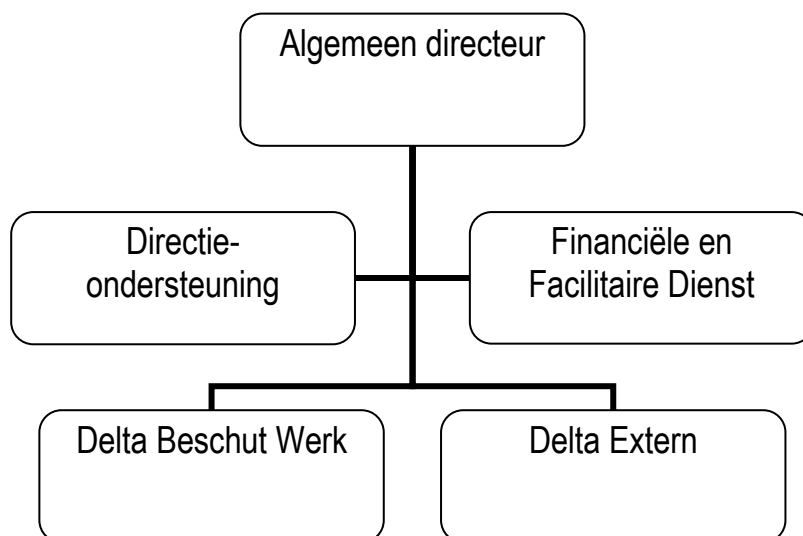 Algemeen directeur
Directie-
ondersteuning
Financiële en
Facilitaire Dienst
Delta Beschut Werk
Delta Extern